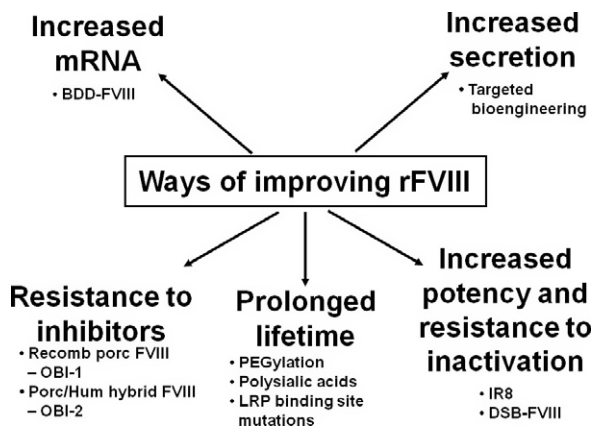 Increased
mRNA
• BDD-FVIII
Increased
secretion
• Targeted
bioengineering
Ways of improving rFVIII
Resistance to
inhibitors
• Recomb porc FVIII
– OBI-1
• Porc/Hum hybrid FVIII
– OBI-2
Prolonged
lifetime
• PEGylation
• Polysialic acids
• LRP binding site
mutations
Increased
potency and
resistance to
inactivation
• IR8
• DSB-FVIII